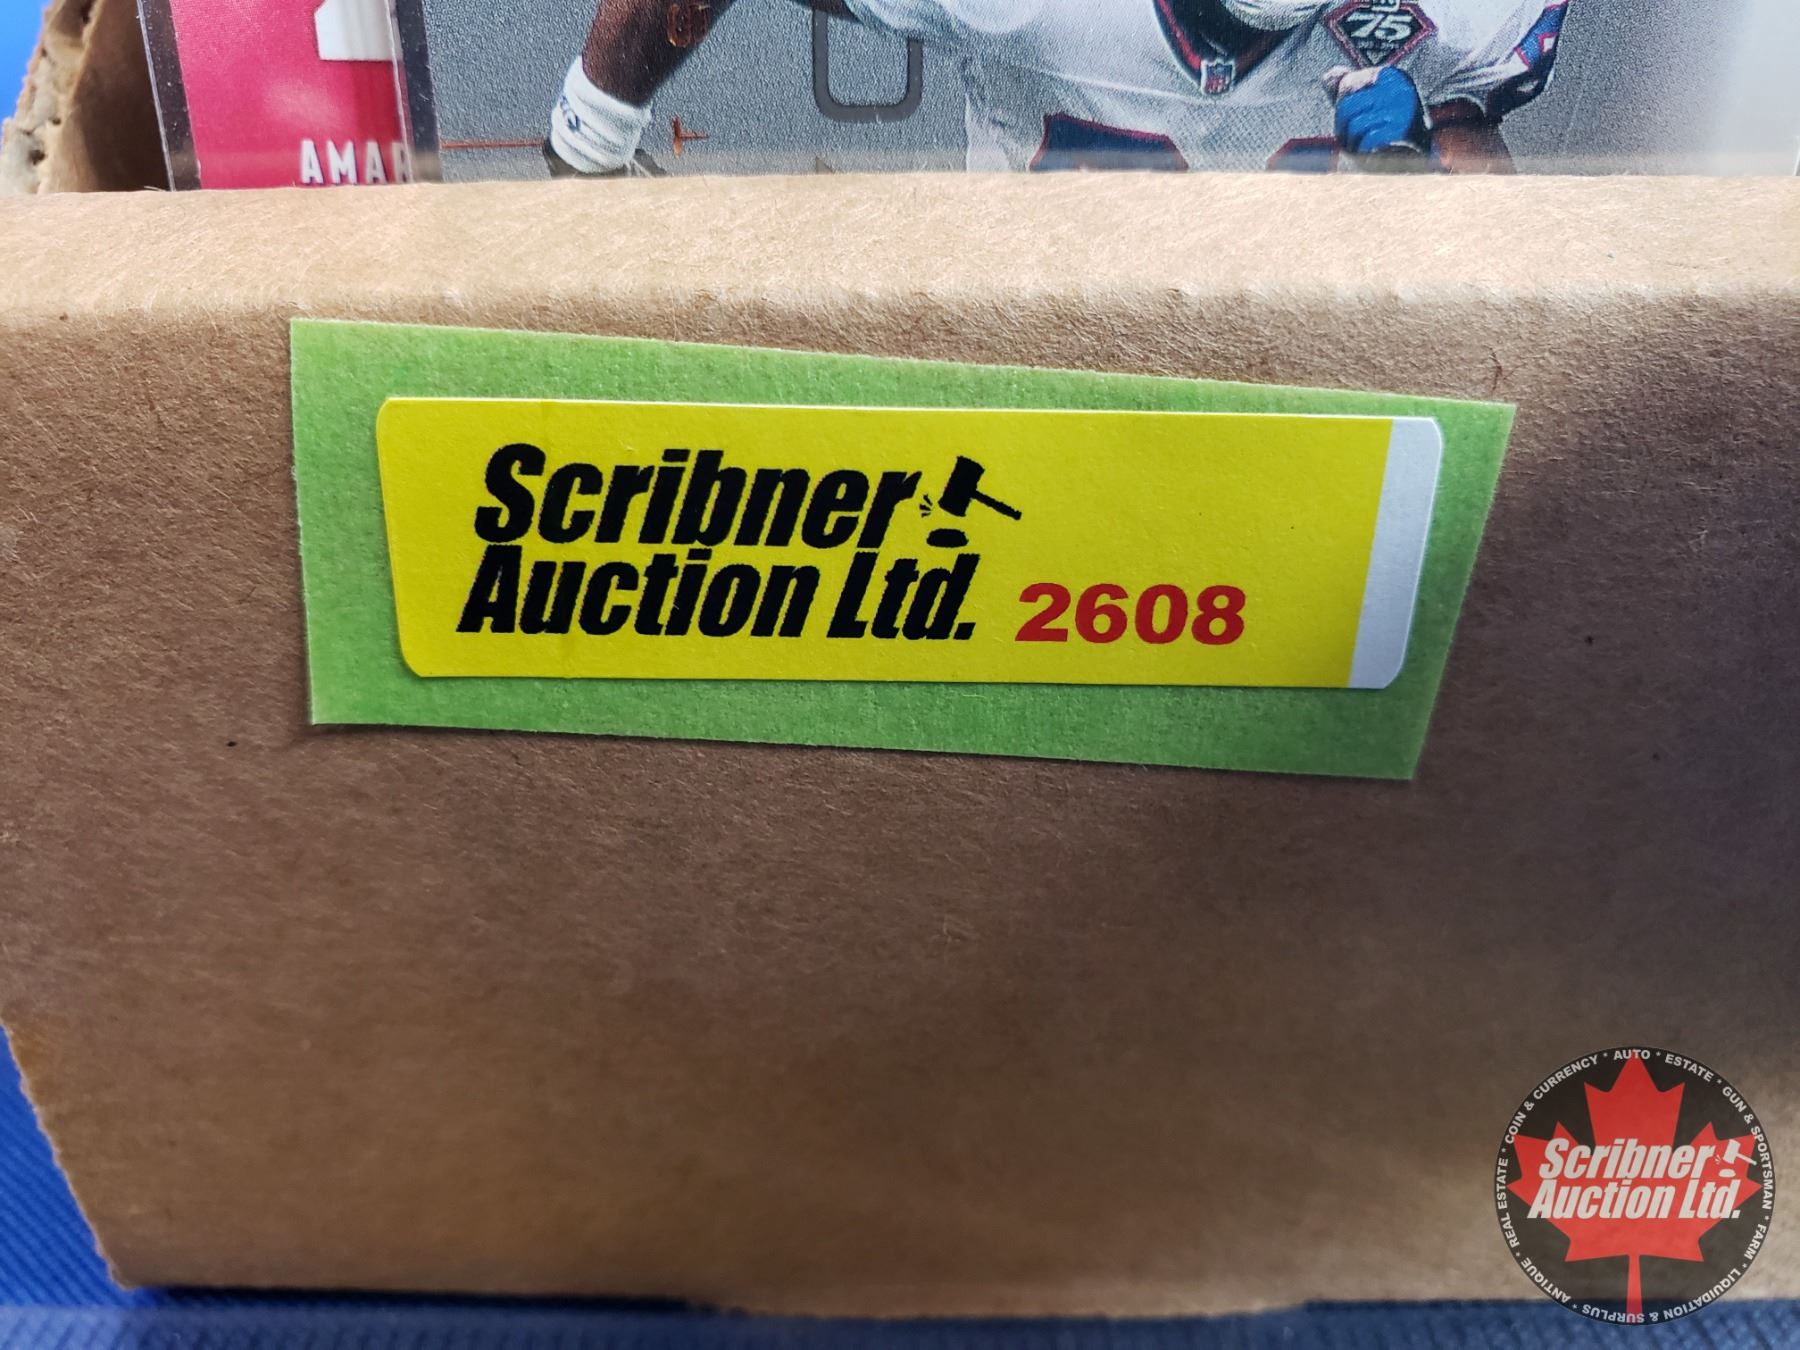 75
AMAR
Scribner
Auction Ltd. 2608
COIN & CURRENCY * AUTO * ESTATE * GUN & SPORTSMAN * FARM * LIQUIDATION & SURPLUS * ANTIQUE * REAL ESTATE *
Scribner
Auction Ltd.